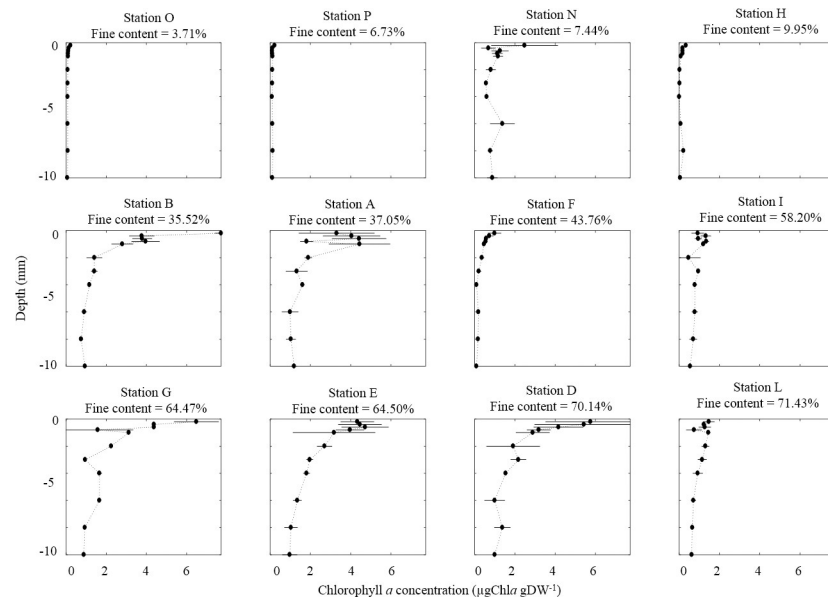 Station O
Fine content = 3.71%
Station P
Fine content = 6.73%
Station N
Fine content = 7.44%
Station H
Fine content = 9.95%
0
-5
-10
Station B
Fine content = 35.52%
Station A
Fine content = 37.05%
Station F
Fine content = 43.76%
Station I
Fine content = 58.20%
0
-5
-10
Depth (mm)
Station G
Fine content = 64.47%
Station E
Fine content = 64.50%
Station D
Fine content = 70.14%
Station L
Fine content = 71.43%
0
-5
-10
0 2 4 6 0 2 4 6 0 2 4 6 0 2 4 6
Chlorophyll a concentration (µgChla gDW-1)